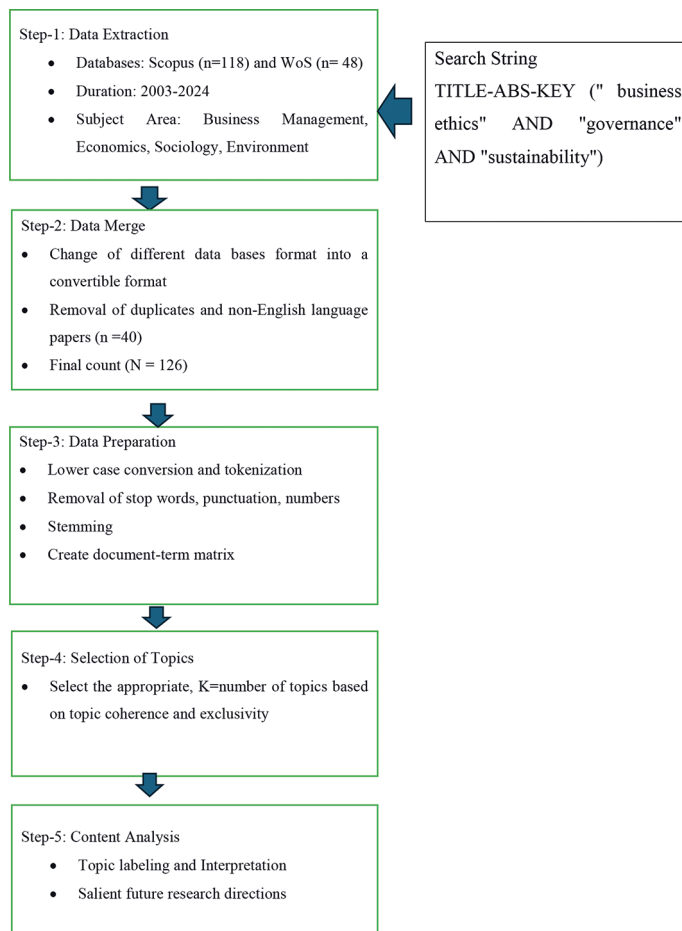 Step-1: Data Extraction
• Databases: Scopus (n=118) and WoS (n= 48)
• Duration: 2003-2024
• Subject Area: Business Management,
Economics, Sociology, Environment
Search String
TITLE-ABS-KEY (" business
ethics" AND "governance"
AND "sustainability")
Step-2: Data Merge
• Change of different data bases format into a
convertible format
• Removal of duplicates and non-English language
papers (n =40)
• Final count (N = 126)
Step-3: Data Preparation
• Lower case conversion and tokenization
• Removal of stop words, punctuation, numbers
• Stemming
• Create document-term matrix
Step-4: Selection of Topics
• Select the appropriate, K=number of topics based
on topic coherence and exclusivity
Step-5: Content Analysis
• Topic labeling and Interpretation
• Salient future research directions